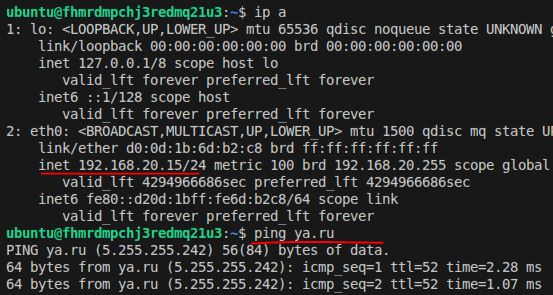 ubuntu@fhmrdmpchj3redmq21u3:~$ ip a
1: lo: <LOOPBACK,UP,LOWER_UP> mtu 65536 qdisc noqueue state UNKNOWN g
link/loopback 00:00:00:00:00:00 brd 00:00:00:00:00:00
inet 127.0.0.1/8 scope host lo
valid_lft forever preferred_lft forever
inet6 ::1/128 scope host
valid_lft forever preferred_lft forever
2: eth0: <BROADCAST,MULTICAST,UP,LOWER_UP> mtu 1500 qdisc mq state UP
link/ether d0:0d:1b:6d:b2:c8 brd ff:ff:ff:ff:ff:ff
inet 192.168.20.15/24 metric 100 brd 192.168.20.255 scope global
valid_lft 4294966686sec preferred_lft 4294966686sec
inet6 fe80::d20d:1bff:fe6d:b2c8/64 scope link
valid_lft forever preferred_lft forever
ubuntu@fhmrdmpchj3redmq21u3:~$ ping ya.ru
PING ya.ru (5.255.255.242) 56(84) bytes of data.
64 bytes from ya.ru (5.255.255.242): icmp_seq=1 ttl=52 time=2.28 ms
64 bytes from ya.ru (5.255.255.242): icmp_seq=2 ttl=52 time=1.07 ms